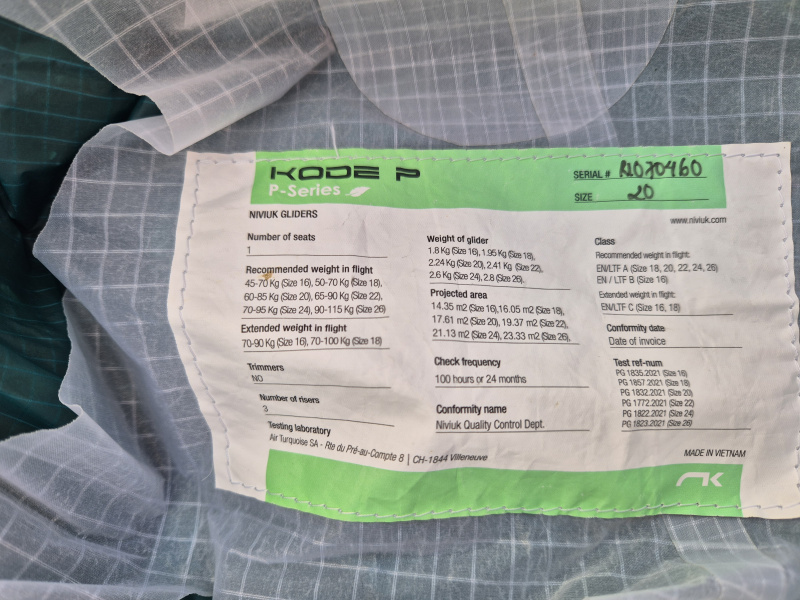 KODE P
P-Series
SERIAL #
SIZE 20
NIVIUK GLIDERS
www.niviuk.com
Number of seats
1
Recommended weight in flight
45-70 Kg (Size 16), 50-70 Kg (Size 18),
60-85 Kg (Size 20), 65-90 Kg (Size 22),
70-95 Kg (Size 24), 90-115 Kg (Size 26)
Extended weight in flight
70-90 Kg (Size 16), 70-100 Kg (Size 18)
Trimmers
NO
Number of risers
3
Testing laboratory
Air Turquoise SA - Rte du Pré-au-Compte 8 | CH-1844 Villeneuve
Weight of glider
1.8 Kg (Size 16), 1.95 Kg (Size 18),
2.24 Kg (Size 20), 2.41 Kg (Size 22),
2.6 Kg (Size 24), 2.8 (Size 26),
Projected area
14.35 m2 (Size 16),16.05 m2 (Size 18),
17.61 m2 (Size 20), 19.37 m2 (Size 22),
21.13 m2 (Size 24), 23.33 m2 (Size 26),
Check frequency
100 hours or 24 months
Conformity name
Niviuk Quality Control Dept.
Class
Recommended weight in flight:
EN/LTF A (Size 18, 20, 22, 24, 26)
EN / LTF B (Size 16)
Extended weight in flight:
EN/LTF C (Size 16, 18)
Conformity date
Date of invoice
Test ref-num
PG 1835.2021 (Size 16)
PG 1857.2021 (Size 18)
PG 1832.2021 (Size 20)
PG 1772.2021 (Size 22)
PG 1822.2021 (Size 24)
PG 1823.2021 (Size 26)
MADE IN VIETNAM